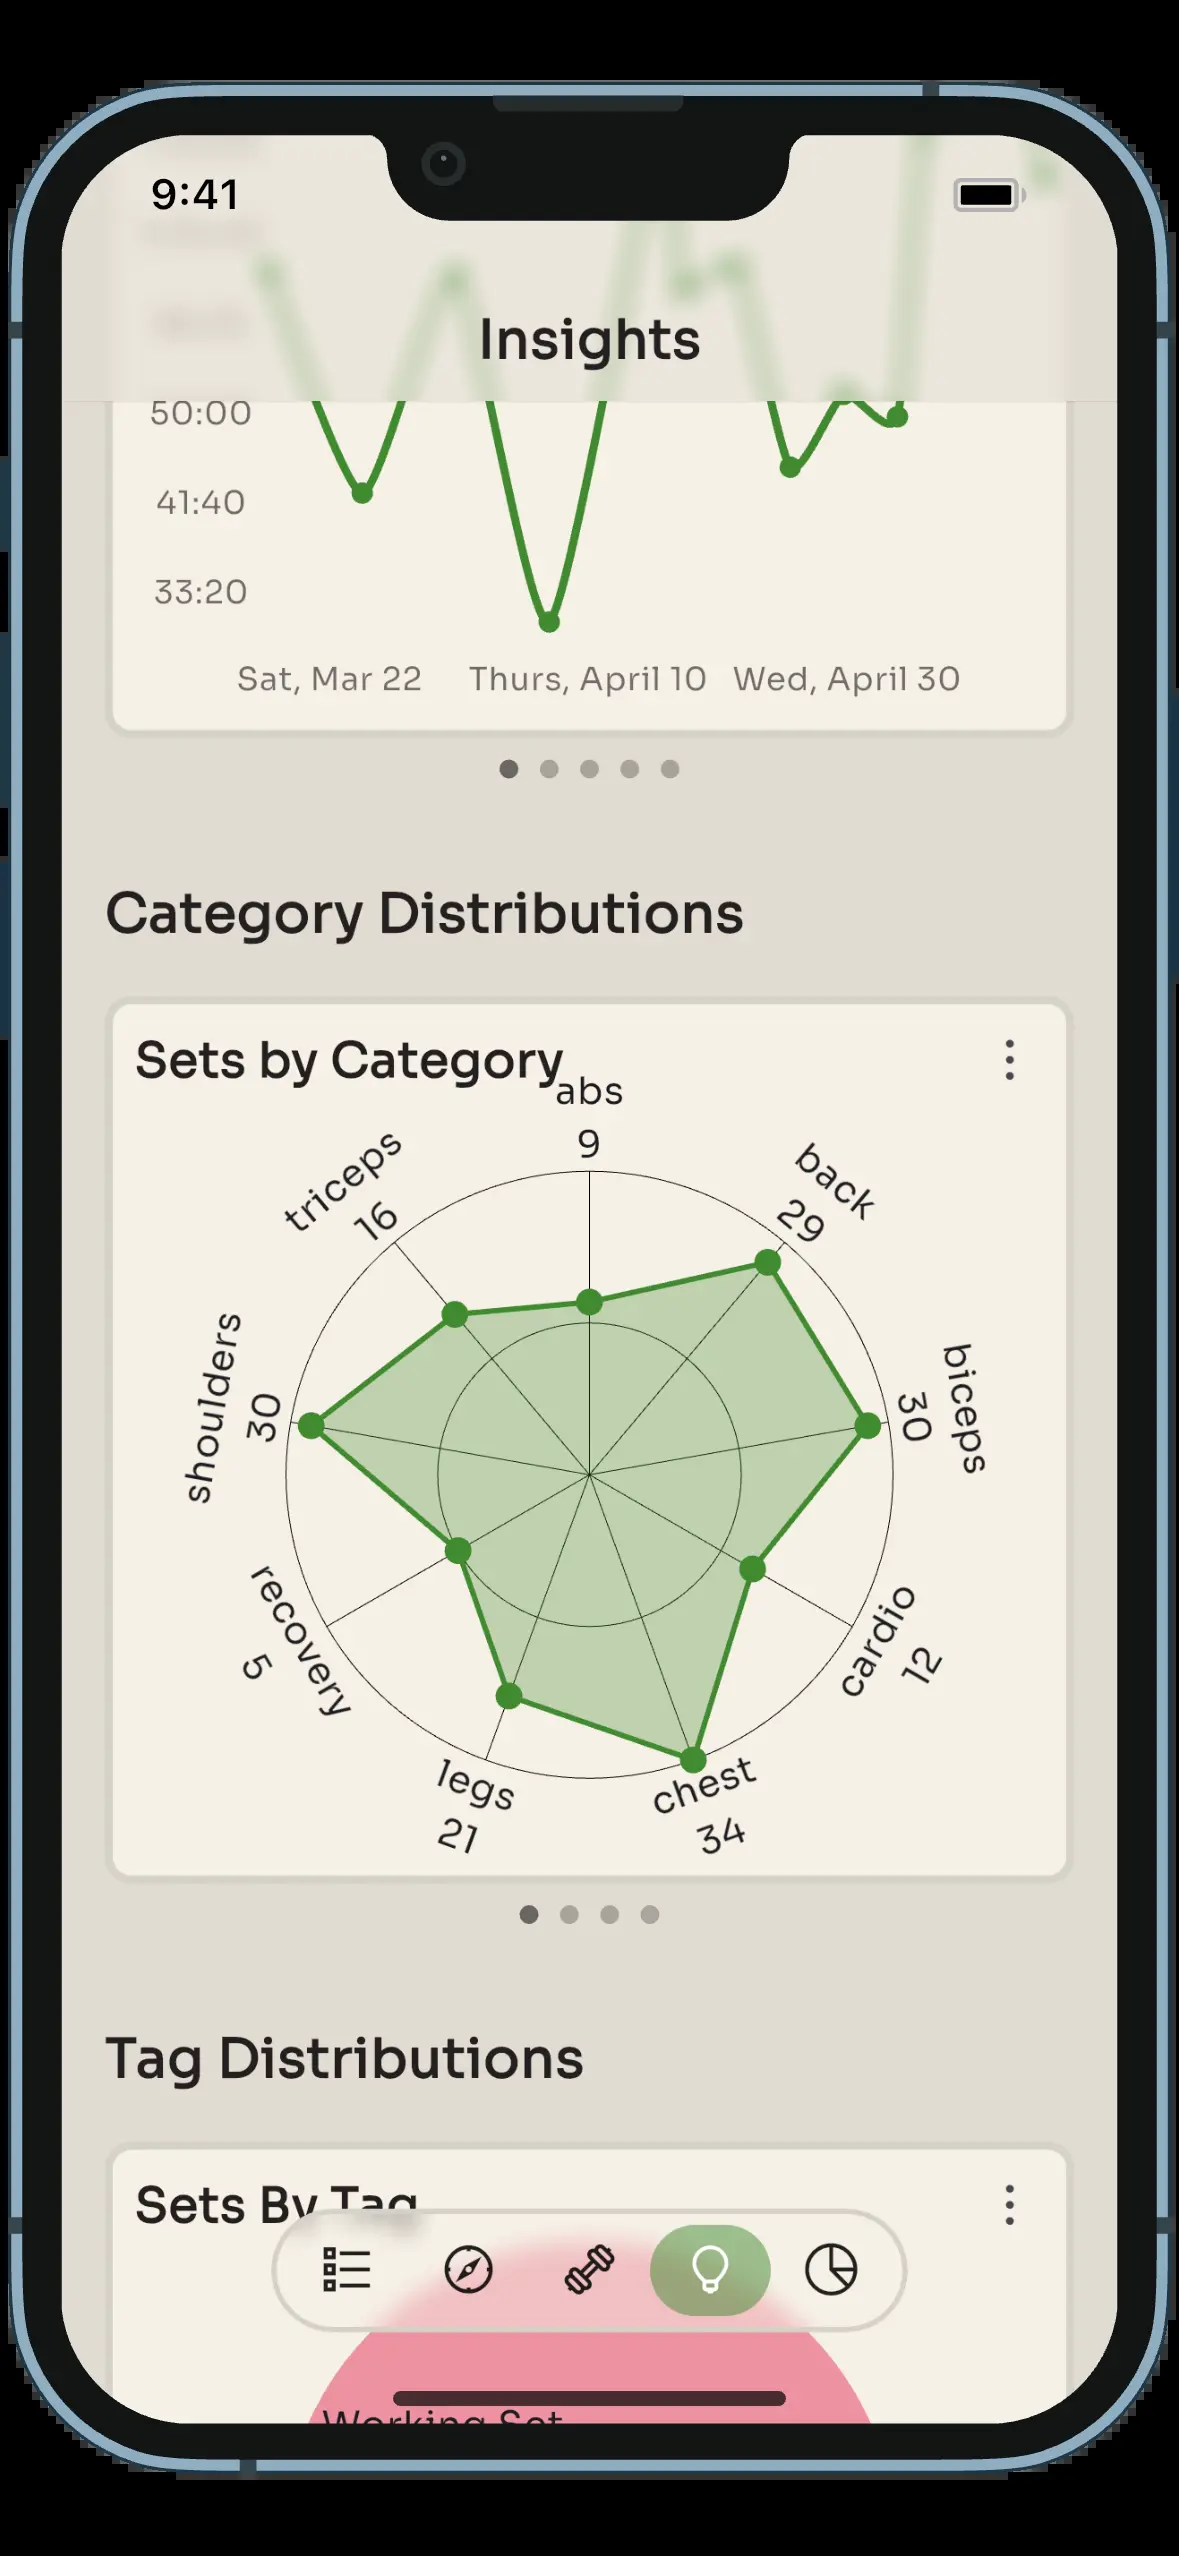 9:41
Insights
50:00
41:40
33:20
Sat, Mar 22
Thurs, April 10
Wed, April 30
Category Distributions
Sets by Category
abs
9
back
29
biceps
30
cardio
12
chest
34
legs
21
recovery
5
shoulders
30
triceps
16
Tag Distributions
Sets By Tag
Working Set